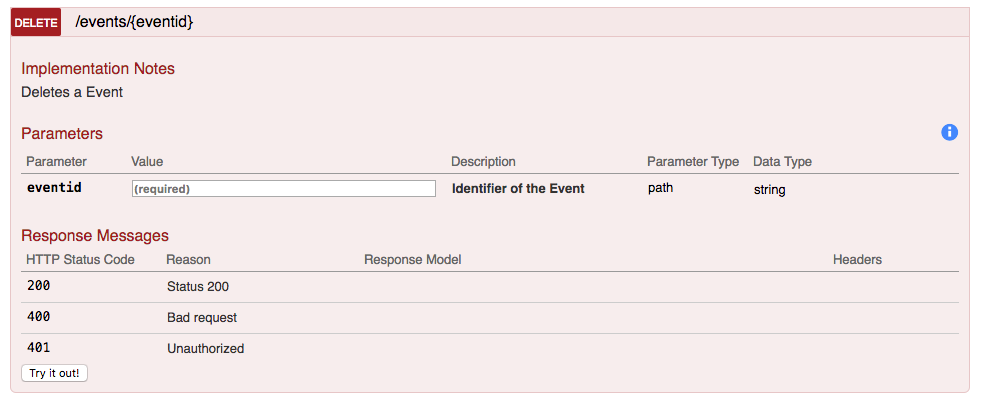 DELETE /events/{eventid}
Implementation Notes
Deletes a Event
Parameters
Parameter Value Description Parameter Type Data Type
eventid (required) Identifier of the Event path string
Response Messages
HTTP Status Code Reason Response Model Headers
200 Status 200
400 Bad request
401 Unauthorized
Try it out!